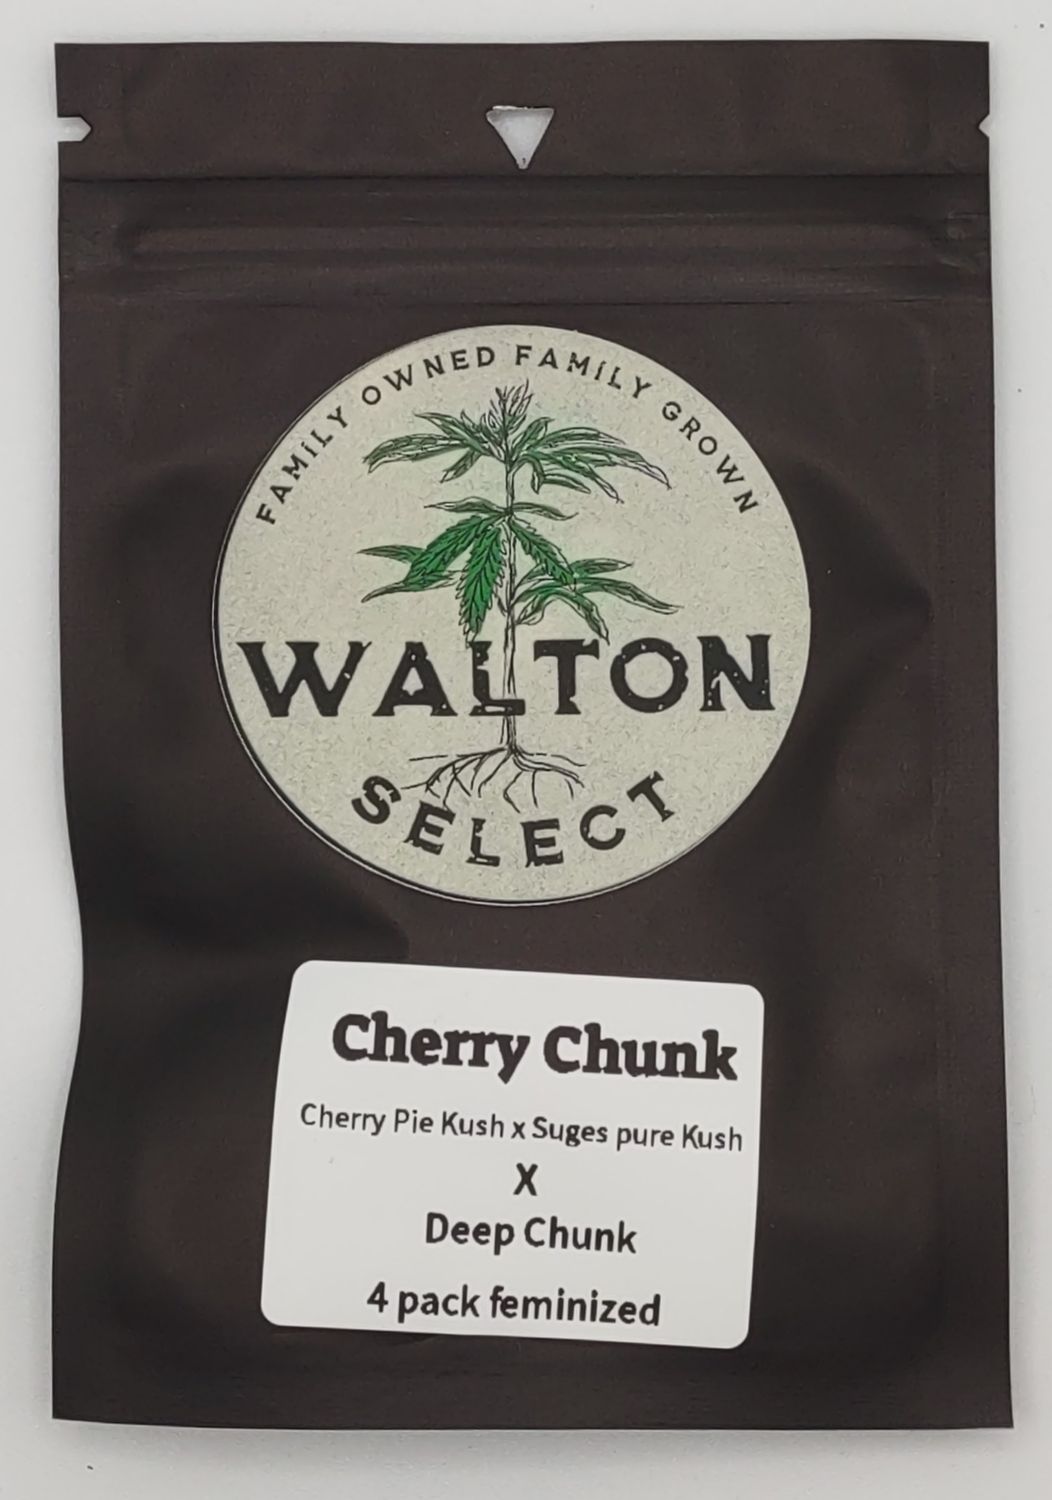 FAMILY OWNED FAMILY GROWN
WALTON
SELECT
Cherry Chunk
Cherry Pie Kush x Suges pure Kush
X
Deep Chunk
4 pack feminized